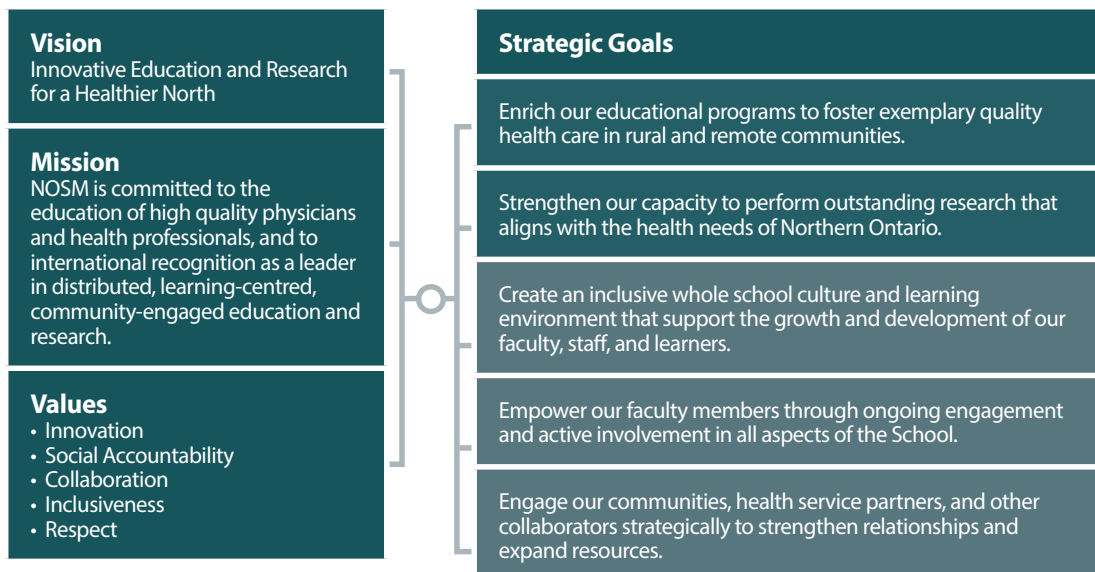 Vision
Innovative Education and Research
for a Healthier North
Mission
NOSM is committed to the
education of high quality physicians
and health professionals, and to
international recognition as a leader
in distributed, learning-centred,
community-engaged education and
research.
Values
• Innovation
• Social Accountability
• Collaboration
• Inclusiveness
• Respect
Strategic Goals
Enrich our educational programs to foster exemplary quality
health care in rural and remote communities.
Strengthen our capacity to perform outstanding research that
aligns with the health needs of Northern Ontario.
Create an inclusive whole school culture and learning
environment that support the growth and development of our
faculty, staff, and learners.
Empower our faculty members through ongoing engagement
and active involvement in all aspects of the School.
Engage our communities, health service partners, and other
collaborators strategically to strengthen relationships and
expand resources.